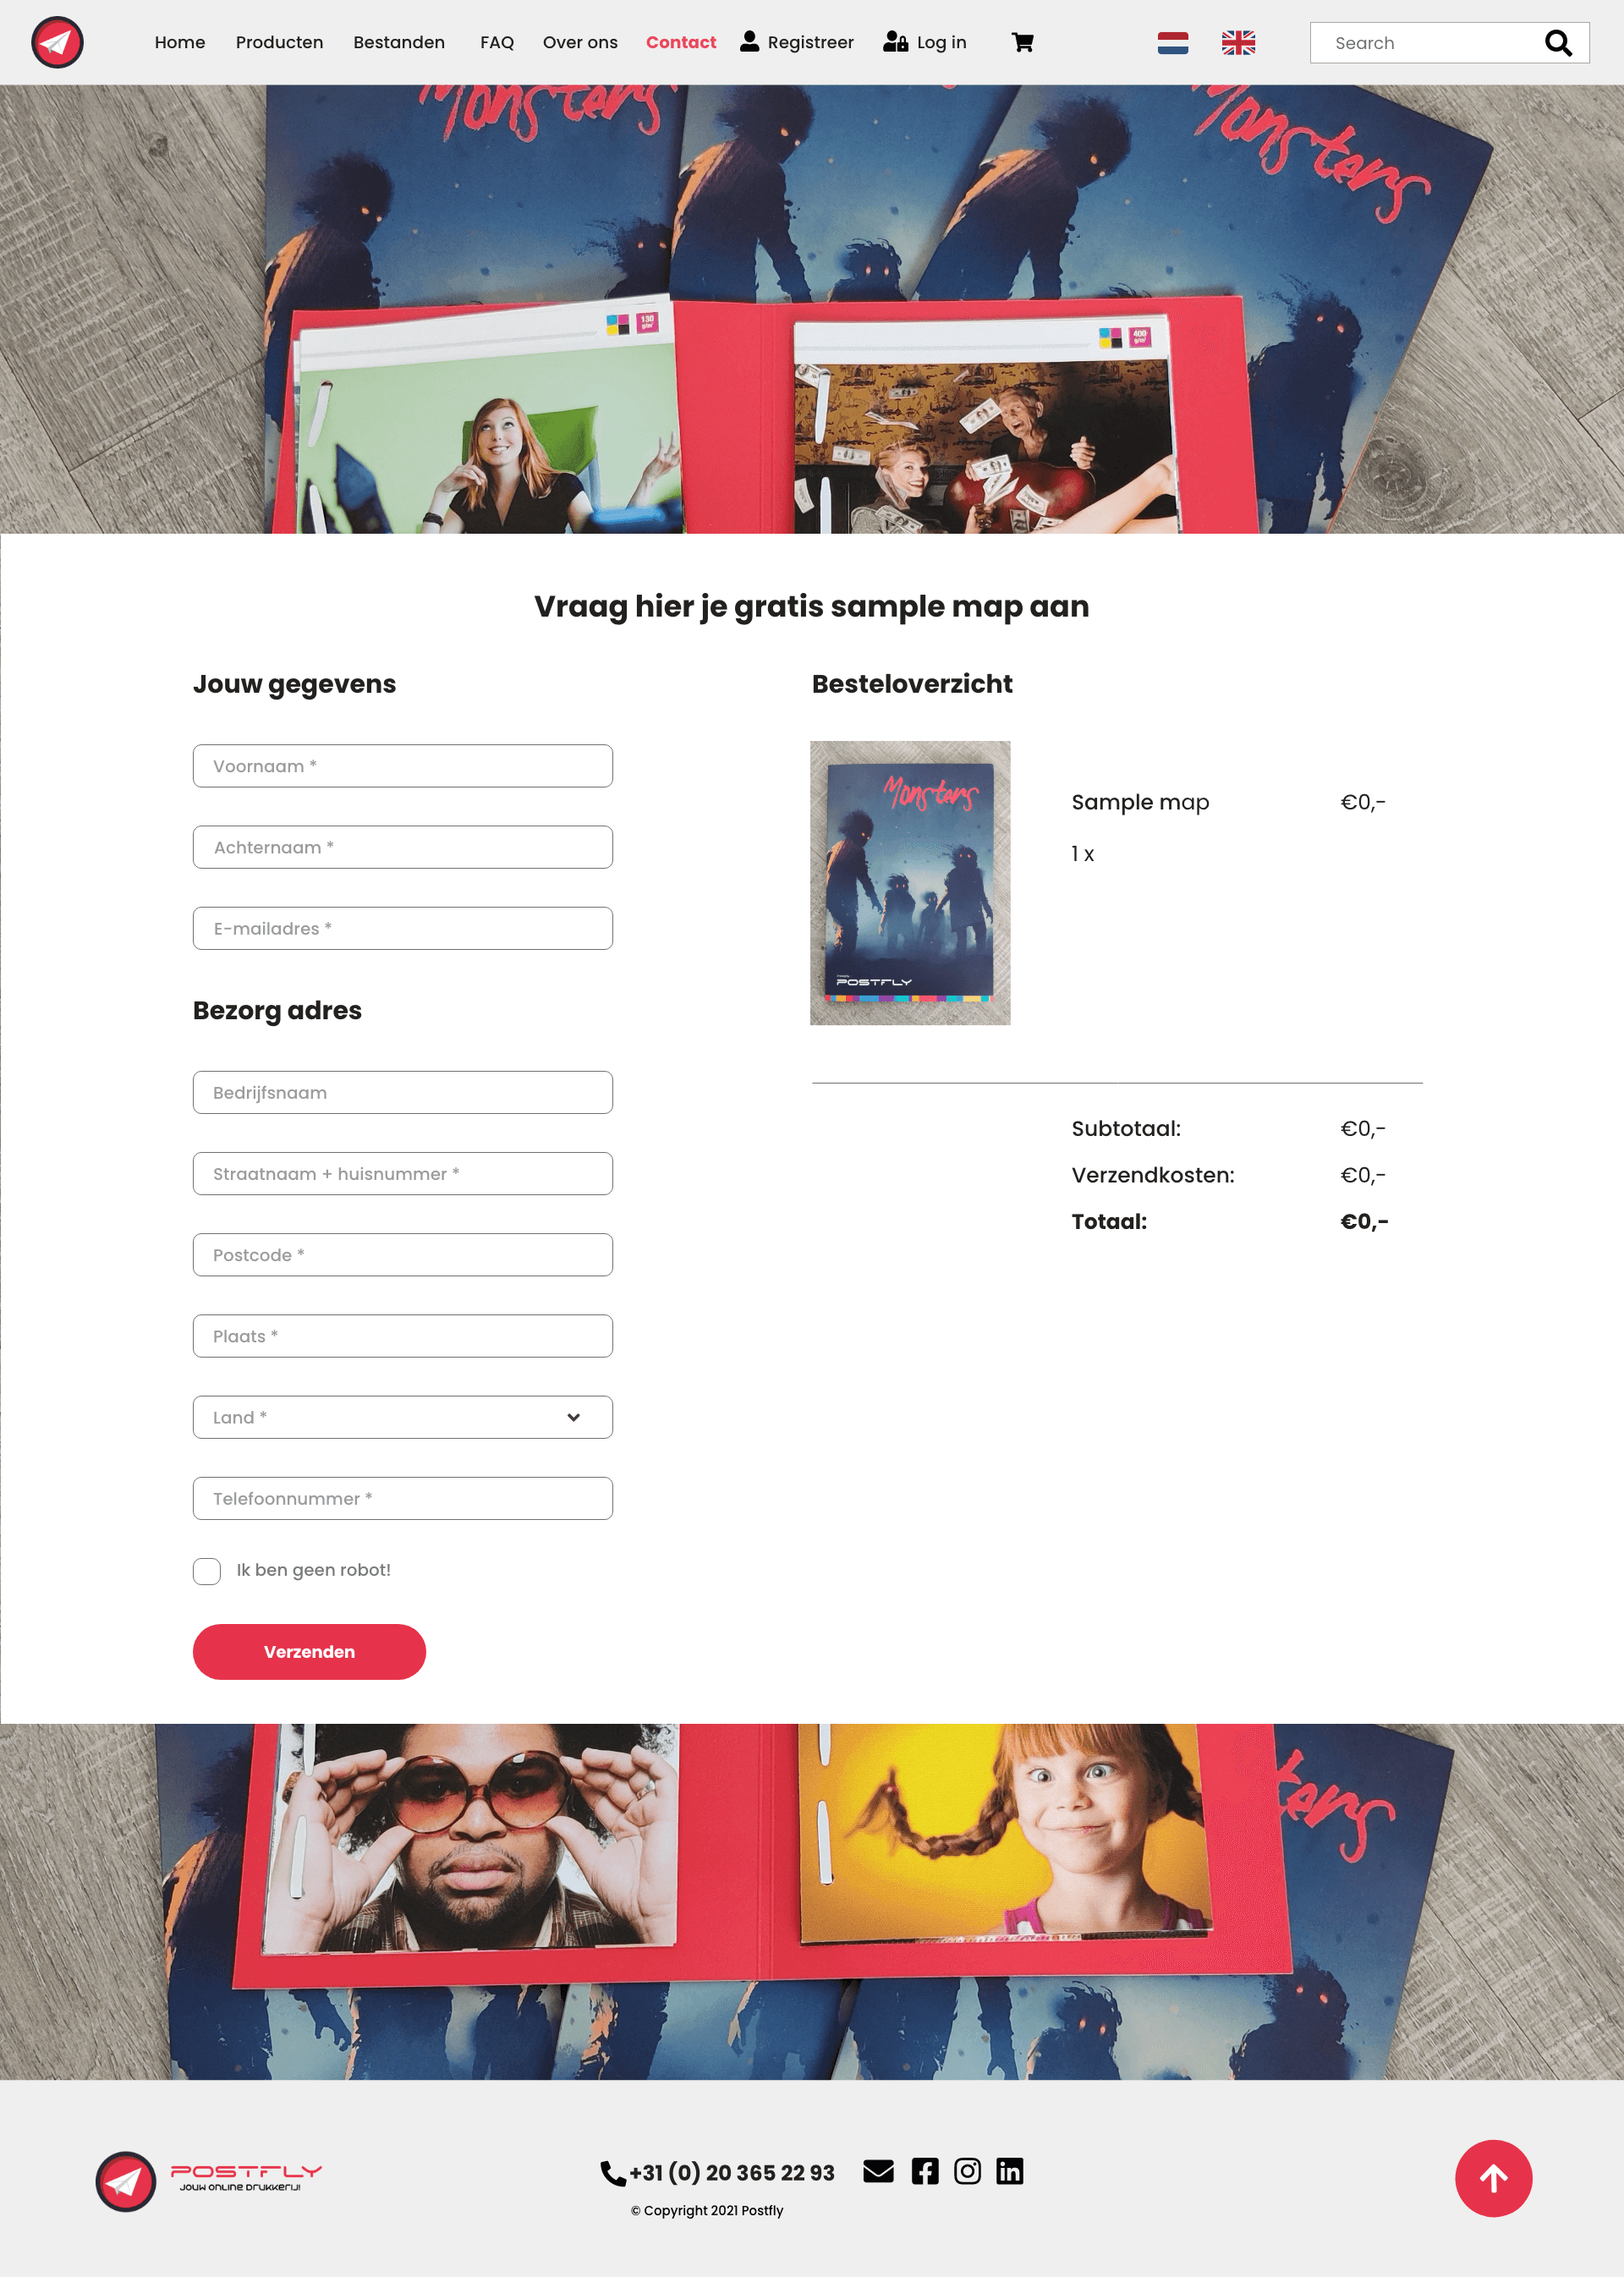 Home Producten Bestanden FAQ Over ons Contact Registreer Log in Search
Monsters Monsters
130
g/m²
400
g/m²
Vraag hier je gratis sample map aan
Jouw gegevens
Voornaam *
Achternaam *
E-mailadres *
Bezorg adres
Bedrijfsnaam
Straatnaam + huisnummer *
Postcode *
Plaats *
Land *
Telefoonnummer *
Ik ben geen robot!
Verzenden
Besteloverzicht
Monsters
POSTFLY
Sample map €0,-
1 x
Subtotaal: €0,-
Verzendkosten: €0,-
Totaal: €0,-
ters
POSTFLY
JOUW ONLINE DRUKKERIJ!
+31 (0) 20 365 22 93
© Copyright 2021 Postfly